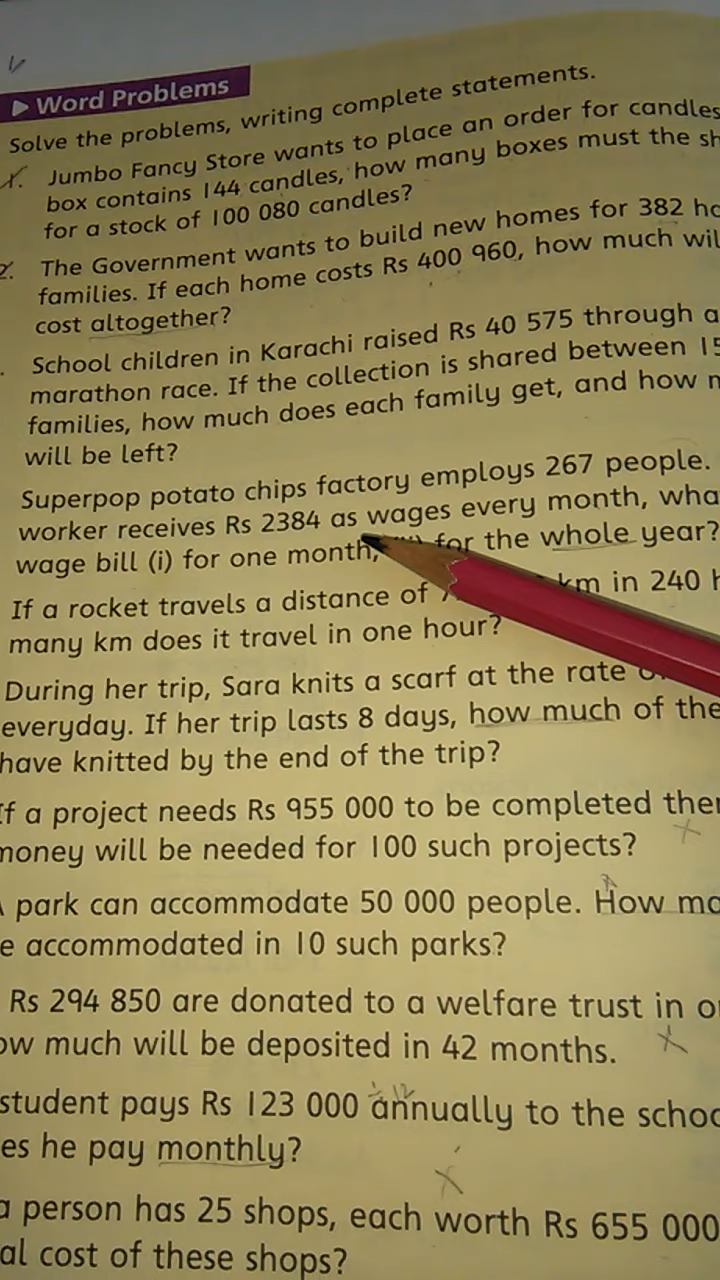 Word Problems
Solve the problems, writing complete statements.
1. Jumbo Fancy Store wants to place an order for candles
box contains 144 candles, how many boxes must the
for a stock of 100 080 candles?
2. The Government wants to build new homes for 382
families. If each home costs Rs 400 960, how much
cost altogether?
School children in Karachi raised Rs 40 575 through a
marathon race. If the collection is shared between
families, how much does each family get, and how
will be left?
Superpop potato chips factory employs 267 people.
worker receives Rs 2384 as wages every month,
wage bill (i) for one month, for the whole year?
If a rocket travels a distance of km in 240
many km does it travel in one hour?
During her trip, Sara knits a scarf at the rate
everyday. If her trip lasts 8 days, how much of the
have knitted by the end of the trip?
If a project needs Rs 955 000 to be completed
money will be needed for 100 such projects?
park can accommodate 50 000 people. How
accommodated in 10 such parks?
Rs 294 850 are donated to a welfare trust in
much will be deposited in 42 months.
student pays Rs 123 000 annually to the
he pay monthly?
a person has 25 shops, each worth Rs 655 000
cost of these shops?